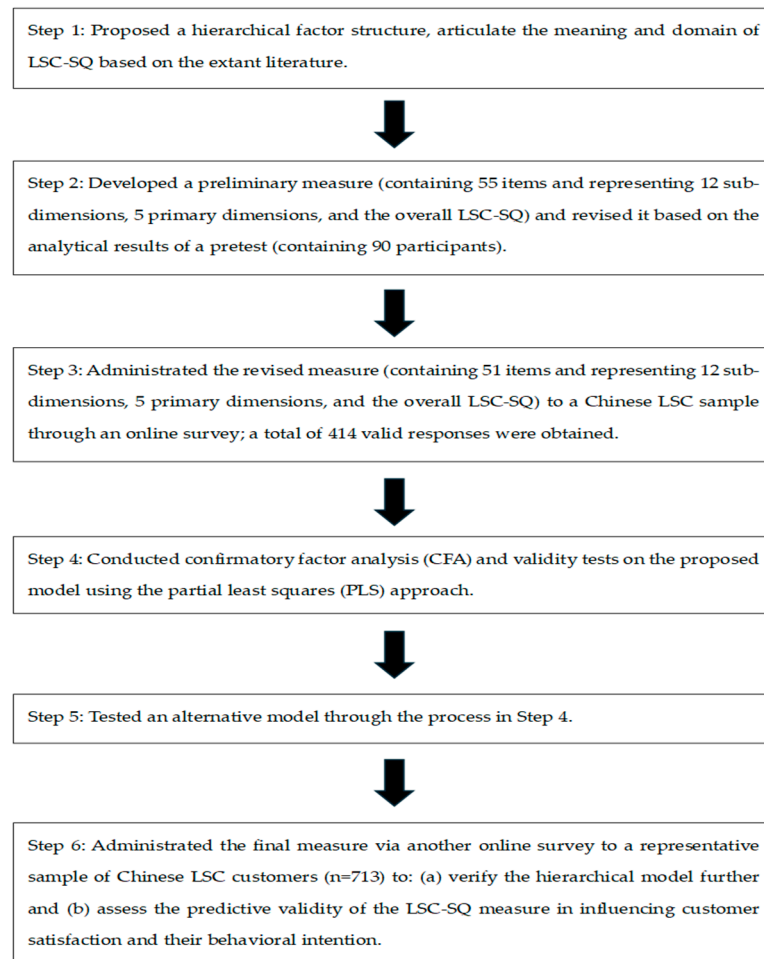 Step 1: Proposed a hierarchical factor structure, articulate the meaning and domain of
LSC-SQ based on the extant literature.
Step 2: Developed a preliminary measure (containing 55 items and representing 12 sub-
dimensions, 5 primary dimensions, and the overall LSC-SQ) and revised it based on the
analytical results of a pretest (containing 90 participants).
Step 3: Administrated the revised measure (containing 51 items and representing 12 sub-
dimensions, 5 primary dimensions, and the overall LSC-SQ) to a Chinese LSC sample
through an online survey; a total of 414 valid responses were obtained.
Step 4: Conducted confirmatory factor analysis (CFA) and validity tests on the proposed
model using the partial least squares (PLS) approach.
Step 5: Tested an alternative model through the process in Step 4.
Step 6: Administrated the final measure via another online survey to a representative
sample of Chinese LSC customers (n=713) to: (a) verify the hierarchical model further
and (b) assess the predictive validity of the LSC-SQ measure in influencing customer
satisfaction and their behavioral intention.